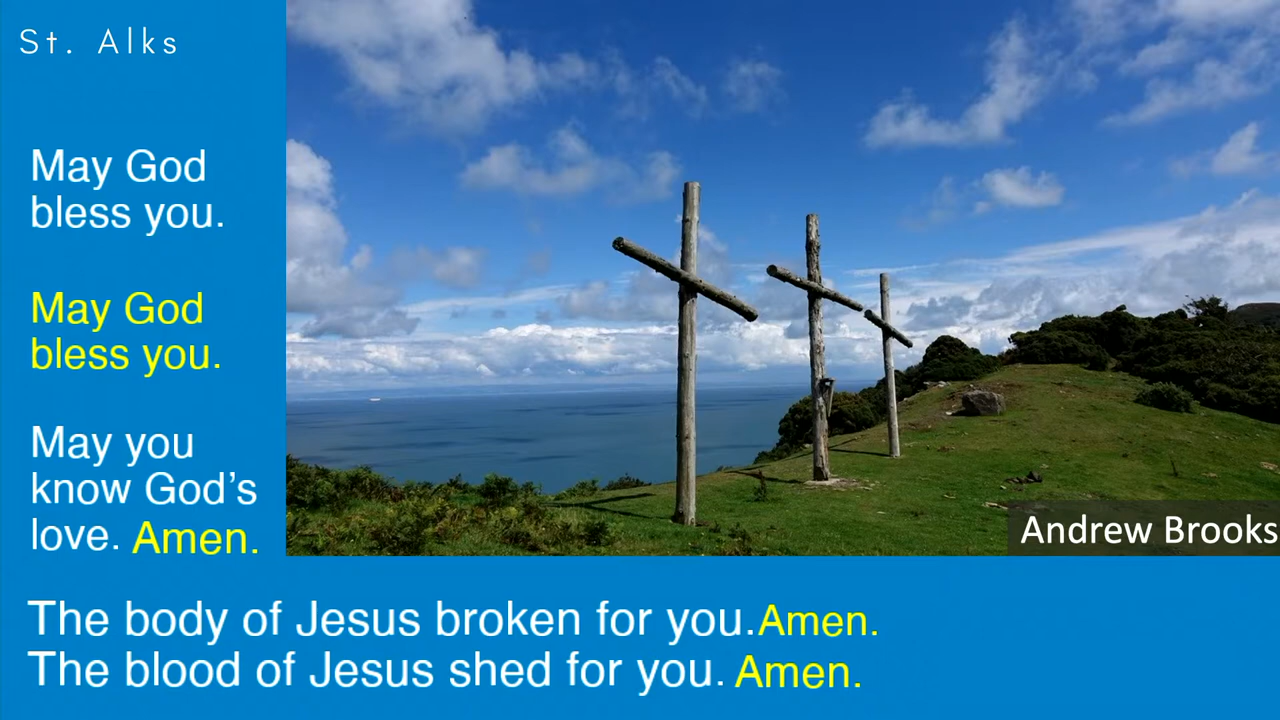 St. Alks
May God
bless you.
May God
bless you.
May you
know God's
love. Amen.
Andrew Brooks
The body of Jesus broken for you.Amen.
The blood of Jesus shed for you. Amen.